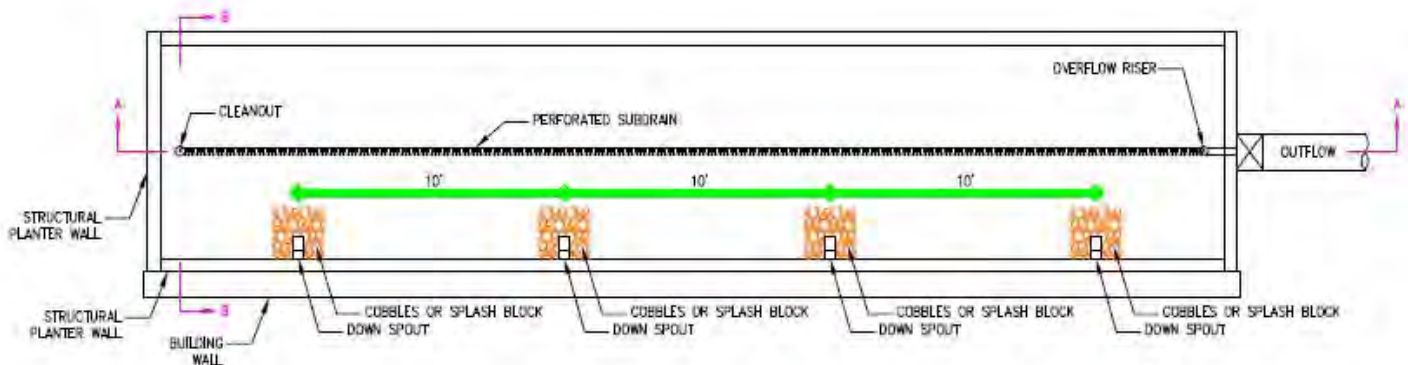 B
OVERFLOW RISER
A
A
CLEANOUT
PERFORATED SUBDRAIN
OUTFLOW
10'
10'
10'
STRUCTURAL
PLANTER WALL
STRUCTURAL
PLANTER WALL
B
BUILDING
WALL
COBBLES OR SPLASH BLOCK
DOWN SPOUT
COBBLES OR SPLASH BLOCK
DOWN SPOUT
COBBLES OR SPLASH BLOCK
DOWN SPOUT
COBBLES OR SPLASH BLOCK
DOWN SPOUT